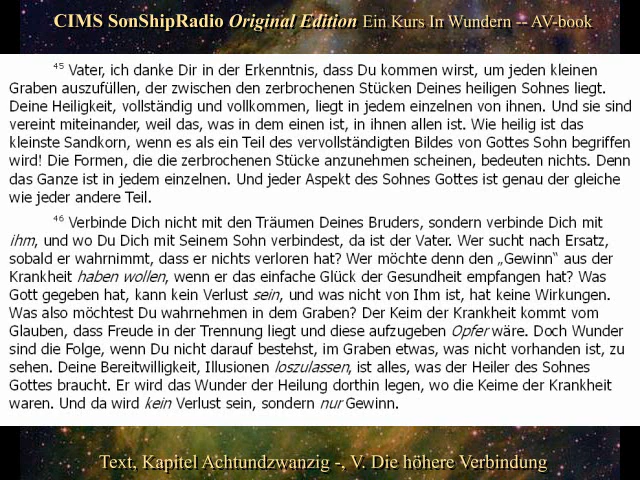 CIMS SonShipRadio Original Edition Ein Kurs In Wundern -- AV-book
45 Vater, ich danke Dir in der Erkenntnis, dass Du kommen wirst, um jeden kleinen
Graben auszufüllen, der zwischen den zerbrochenen Stücken Deines heiligen Sohnes liegt.
Deine Heiligkeit, vollständig und vollkommen, liegt in jedem einzelnen von ihnen. Und sie sind
vereint miteinander, weil das, was in dem einen ist, in ihnen allen ist. Wie heilig ist das
kleinste Sandkorn, wenn es als ein Teil des vervollständigten Bildes von Gottes Sohn begriffen
wird! Die Formen, die die zerbrochenen Stücke anzunehmen scheinen, bedeuten nichts. Denn
das Ganze ist in jedem einzelnen. Und jeder Aspekt des Sohnes Gottes ist genau der gleiche
wie jeder andere Teil.
46 Verbinde Dich nicht mit den Träumen Deines Bruders, sondern verbinde Dich mit
ihm, und wo Du Dich mit Seinem Sohn verbindest, da ist der Vater. Wer sucht nach Ersatz,
sobald er wahrnimmt, dass er nichts verloren hat? Wer möchte denn den „Gewinn“ aus der
Krankheit haben wollen, wenn er das einfache Glück der Gesundheit empfangen hat? Was
Gott gegeben hat, kann kein Verlust sein, und was nicht von Ihm ist, hat keine Wirkungen.
Was also möchtest Du wahrnehmen in dem Graben? Der Keim der Krankheit kommt vom
Glauben, dass Freude in der Trennung liegt und diese aufzugeben Opfer wäre. Doch Wunder
sind die Folge, wenn Du nicht darauf bestehst, im Graben etwas, was nicht vorhanden ist, zu
sehen. Deine Bereitwilligkeit, Illusionen loszulassen, ist alles, was der Heiler des Sohnes
Gottes braucht. Er wird das Wunder der Heilung dorthin legen, wo die Keime der Krankheit
waren. Und da wird kein Verlust sein, sondern nur Gewinn.
Text, Kapitel Achtundzwanzig -, V. Die höhere Verbindung